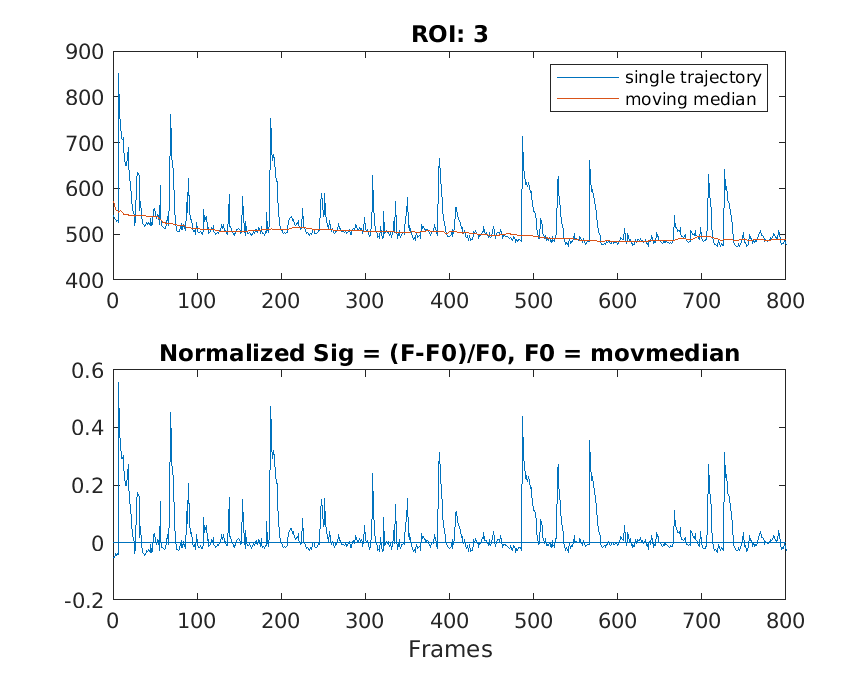 ROI: 3
900
800
700
600
500
400
single trajectory
moving median
0 100 200 300 400 500 600 700 800
Normalized Sig = (F-F0)/F0, F0 = movmedian
0.6
0.4
0.2
0
-0.2
0 100 200 300 400 500 600 700 800
Frames